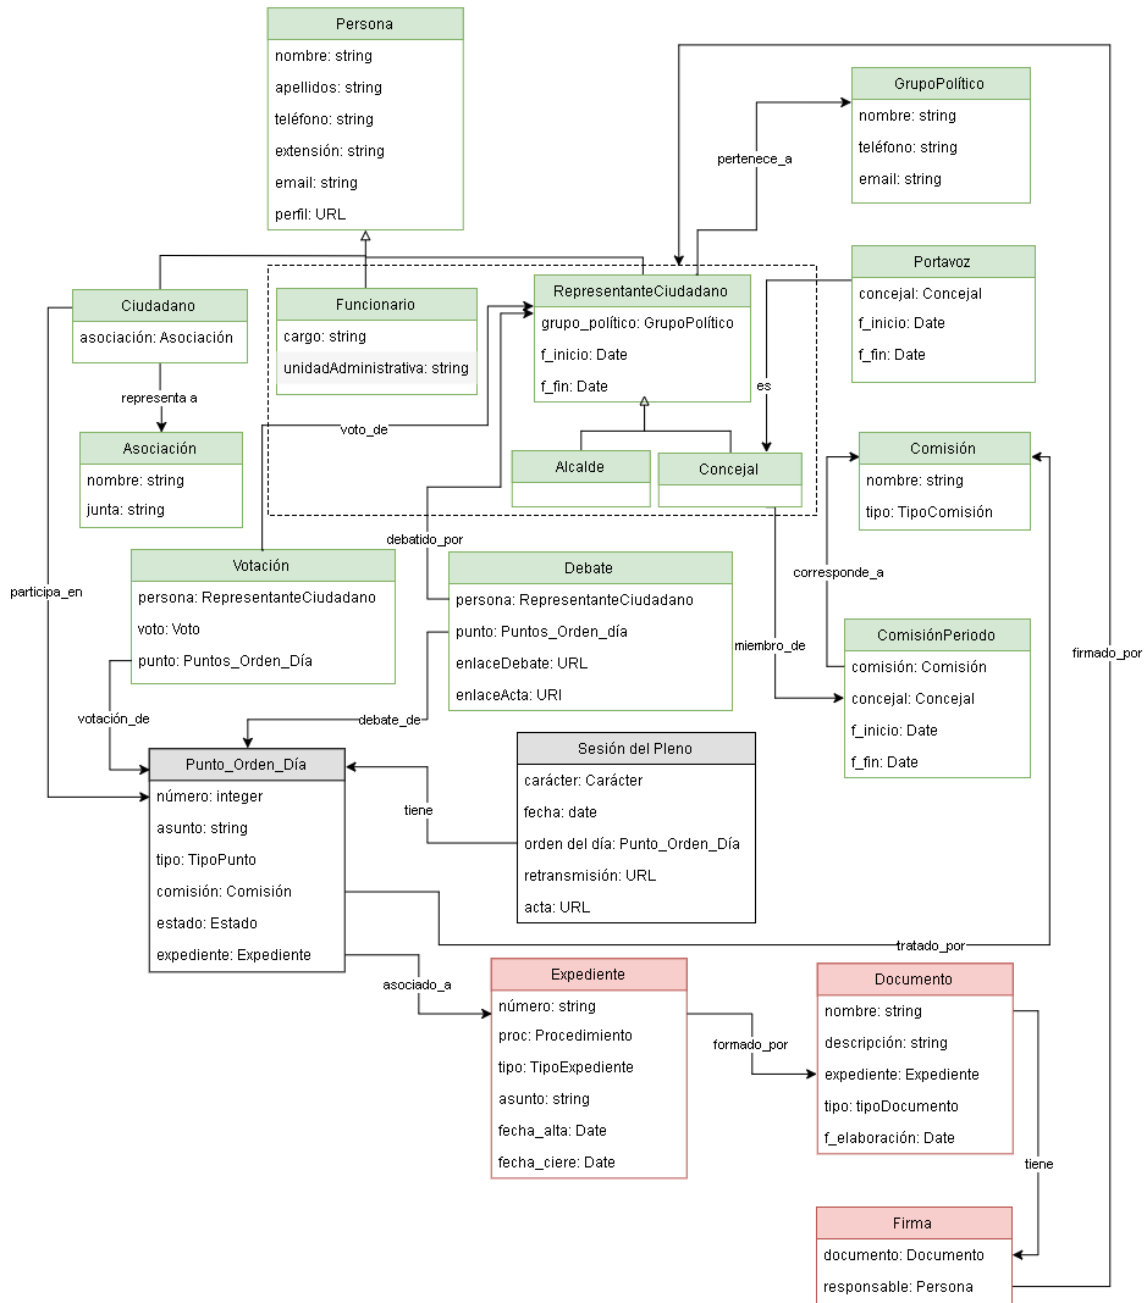 Persona
nombre: string
apellidos: string
teléfono: string
extensión: string
email: string
perfil: URL
GrupoPolítico
nombre: string
teléfono: string
email: string
pertenece_a
Ciudadano
asociación: Asociación
Funcionario
cargo: string
unidadAdministrativa: string
RepresentanteCiudadano
grupo_político: GrupoPolítico
f_inicio: Date
f_fin: Date
Portavoz
concejal: Concejal
f_inicio: Date
f_fin: Date
representa a
es
voto_de
Asociación
nombre: string
junta: string
Alcalde
Concejal
Comisión
nombre: string
tipo: TipoComisión
debatido_por
corresponde_a
participa_en
Votación
persona: RepresentanteCiudadano
voto: Voto
punto: Puntos_Orden_Día
Debate
persona: RepresentanteCiudadano
punto: Puntos_Orden_día
enlaceDebate: URL
enlaceActa: URI
miembro_de
ComisiónPeriodo
comisión: Comisión
concejal: Concejal
f_inicio: Date
f_fin: Date
firmado_por
votación_de
debate_de
Punto_Orden_Día
número: integer
asunto: string
tipo: TipoPunto
comisión: Comisión
estado: Estado
expediente: Expediente
tiene
Sesión del Pleno
carácter: Carácter
fecha: date
orden del día: Punto_Orden_Día
retransmisión: URL
acta: URL
tratado_por
asociado_a
Expediente
número: string
proc: Procedimiento
tipo: TipoExpediente
asunto: string
fecha_alta: Date
fecha_ciere: Date
formado_por
Documento
nombre: string
descripción: string
expediente: Expediente
tipo: tipoDocumento
f_elaboración: Date
tiene
Firma
documento: Documento
responsable: Persona